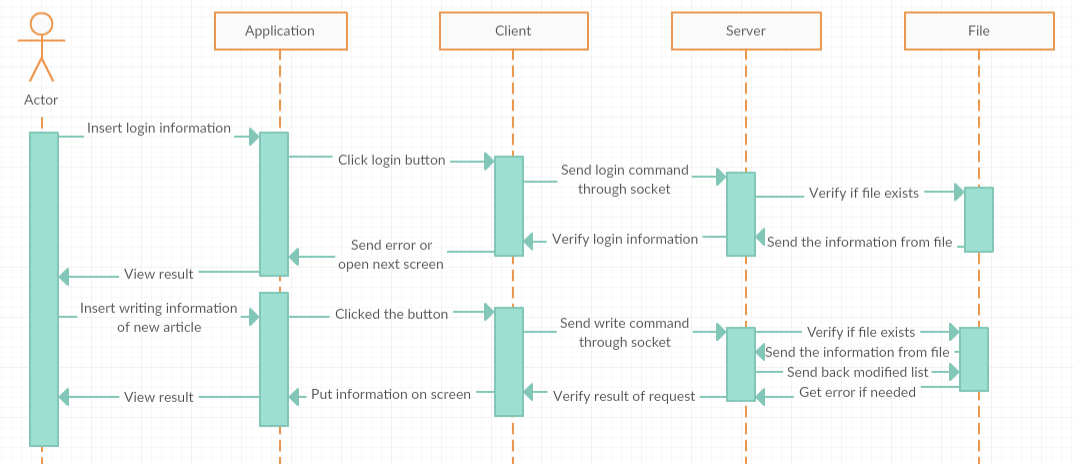 Application
Client
Server
File
Actor
Insert login information
Click login button
Send login command
through socket
Verify if file exists
Send the information from file
Verify login information
Send error or
open next screen
View result
Insert writing information
of new article
Clicked the button
Send write command
through socket
Verify if file exists
Send the information from file
Send back modified list
Get error if needed
Verify result of request
Put information on screen
View result